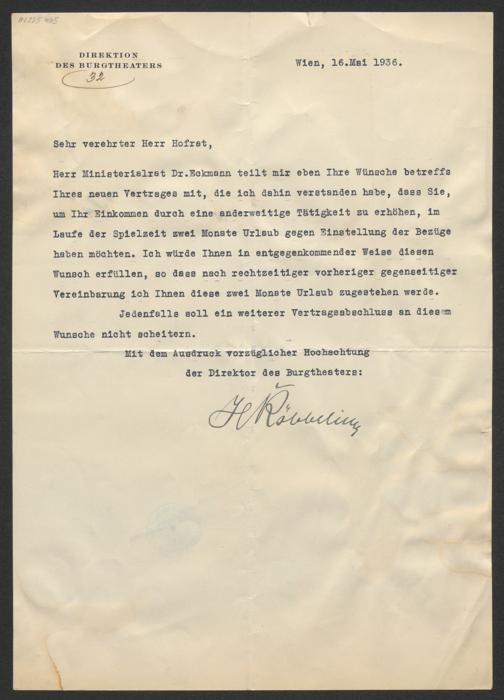 DIREKTION
DES BURGTHEATERS
32
Wien, 16.Mai 1936.
Sehr verehrter Herr Hofrat,
Herr Ministerialrat Dr.Eckmann teilt mir eben Ihre Wünsche betreffs
Ihres neuen Vertrages mit, die ich dahin verstanden habe, dass Sie,
um Ihr Einkommen durch eine anderweitige Tätigkeit zu erhöhen, im
Laufe der Spielzeit zwei Monate Urlaub gegen Einstellung der Bezüge
haben möchten. Ich würde Ihnen in entgegenkommender Weise diesen
Wunsch erfüllen, so dass nach rechtzeitiger vorheriger gegenseitiger
Vereinbarung ich Ihnen diese zwei Monate Urlaub zugestehen werde.
Jedenfalls soll ein weiterer Vertragsabschluss an diesem
Wunsche nicht scheitern.
Mit dem Ausdruck vorzüglicher Hochachtung
der Direktor des Burgtheaters:
H Röbbeling